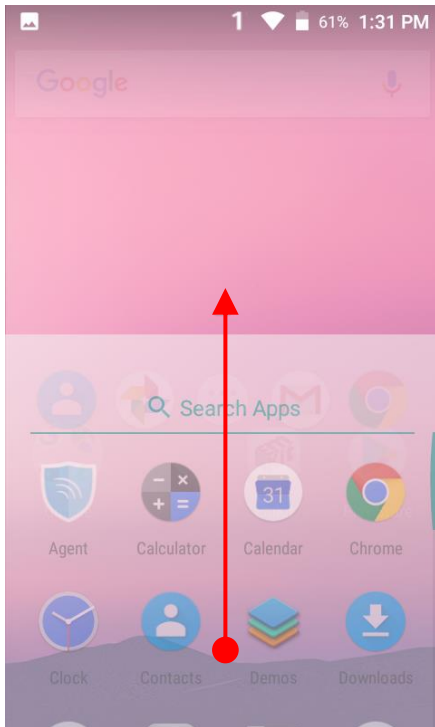 1 61% 1:31 PM
Google
Search Apps
31
Agent Calculator Calendar Chrome
Clock Contacts Demos Downloads